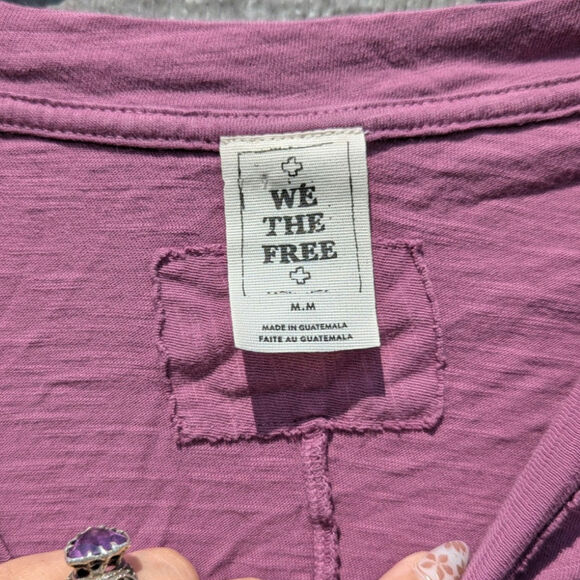 WE
THE
FREE
M.M
MADE IN GUATEMALA
FAITE AU GUATEMALA